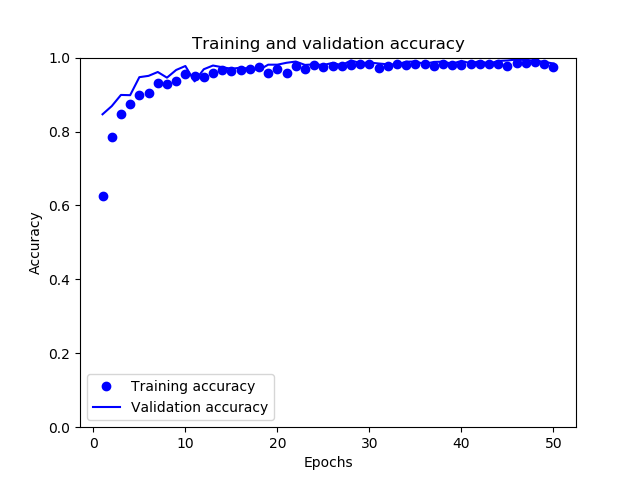 Training and validation accuracy
1.0
0.8
0.6
0.4
0.2
0.0
Accuracy
Training accuracy
Validation accuracy
0 10 20 30 40 50
Epochs